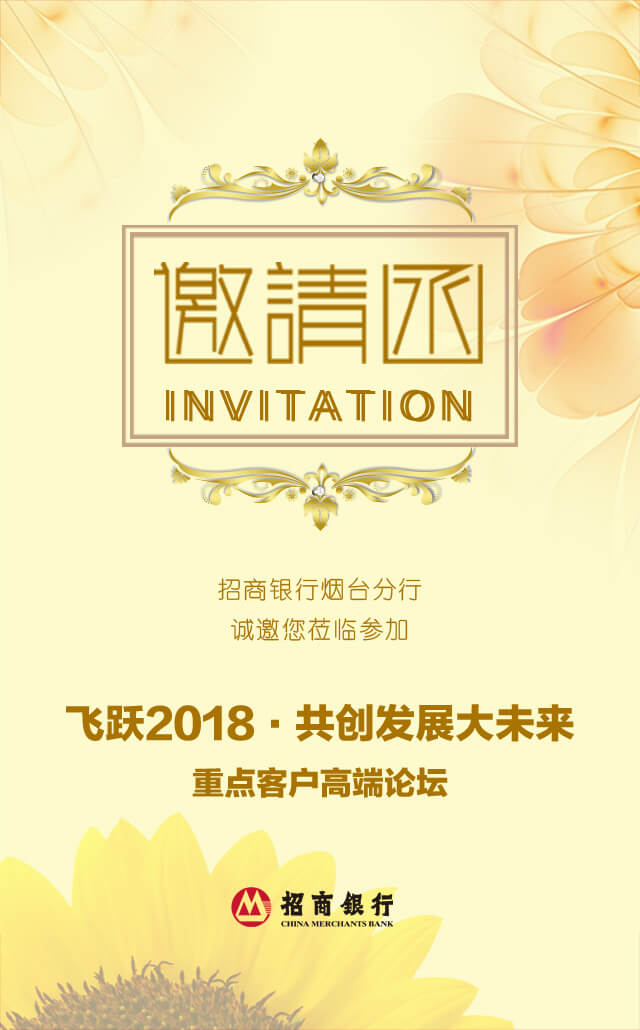 邀請函
INVITATION
招商银行烟台分行
诚邀您莅临参加
飞跃2018·共创发展大未来
重点客户高端论坛
招商银行
CHINA MERCHANTS BANK